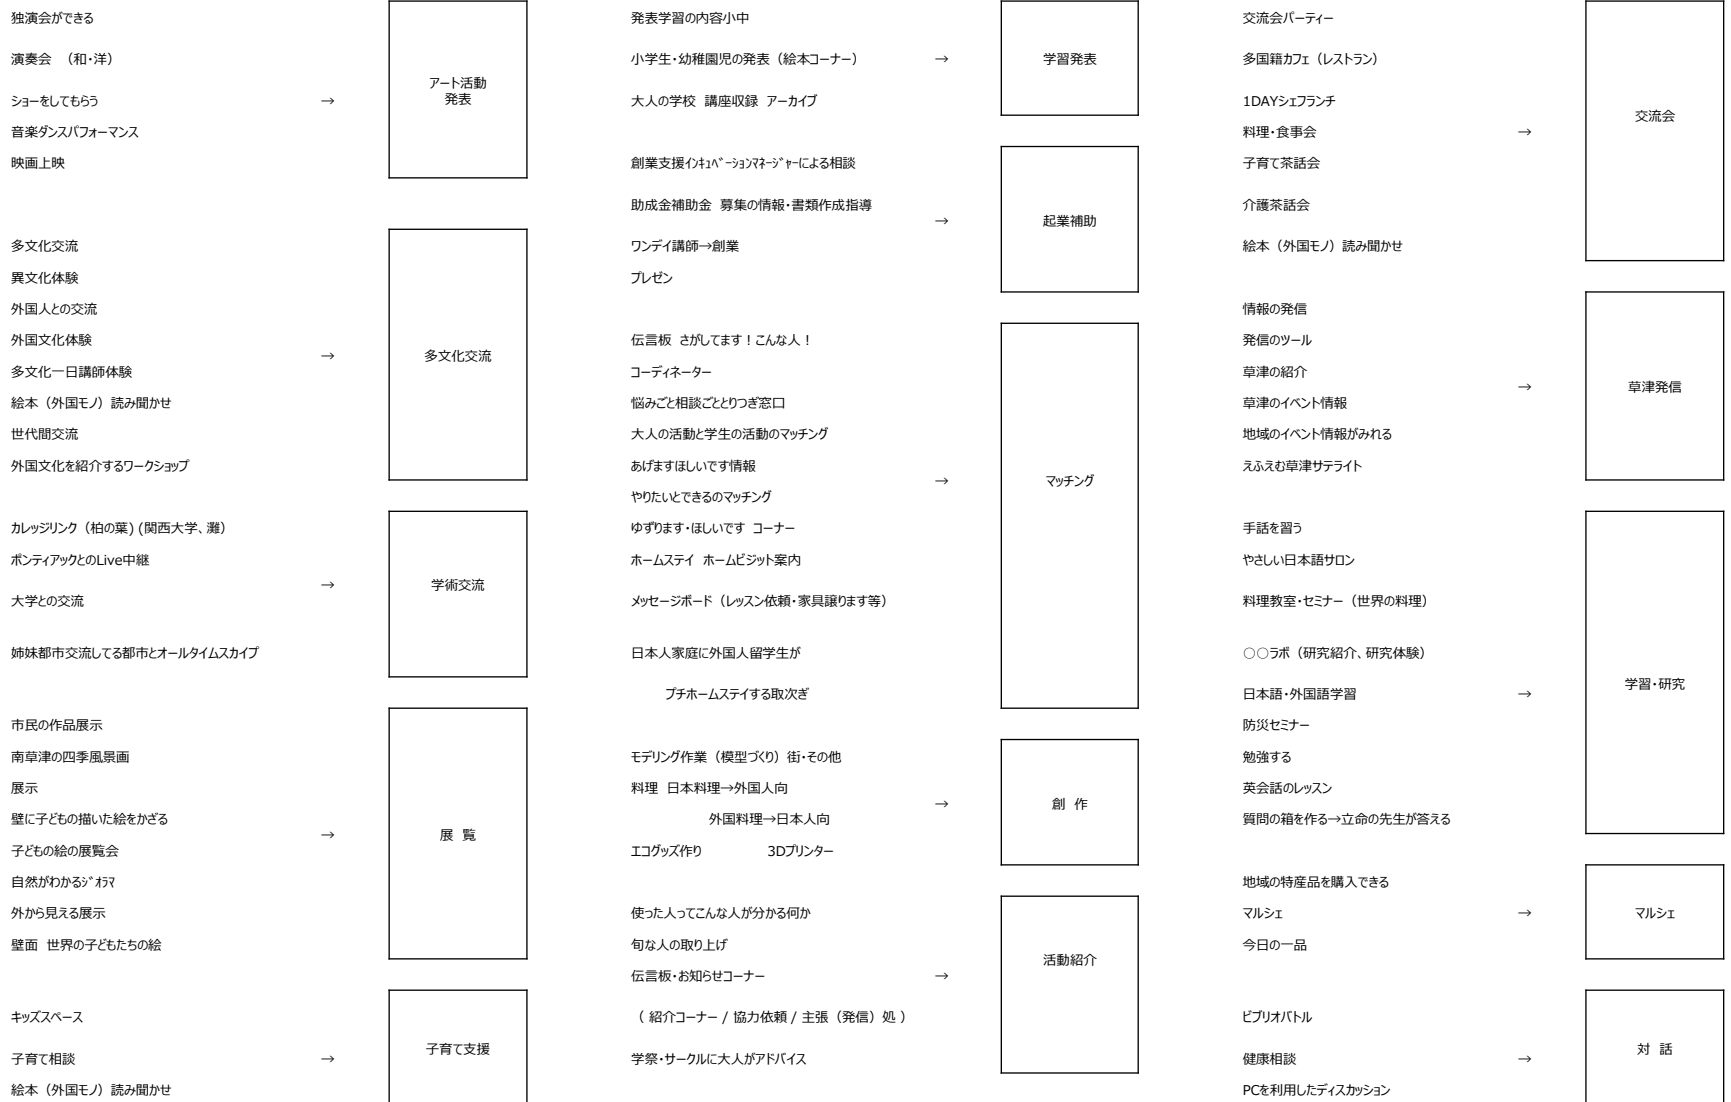 独演会ができる
演奏会　（和・洋）
ショーをしてもらう
→
音楽ダンスパフォーマンス
映画上映
アート活動
発表
多文化交流
異文化体験
外国人との交流
外国文化体験
→
多文化一日講師体験
絵本（外国モノ）読み聞かせ
世代間交流
外国文化を紹介するワークショップ
多文化交流
カレッジリンク（柏の葉) (関西大学、灘）
ポンティアックとのLive中継
→
大学との交流
姉妹都市交流してる都市とオールタイムスカイプ
学術交流
市民の作品展示
南草津の四季風景画
展示
壁に子どもの描いた絵をかざる
→
子どもの絵の展覧会
自然がわかるｼﾞｵﾗﾏ
外から見える展示
壁面　世界の子どもたちの絵
展 覧
キッズスペース
子育て相談
→
絵本（外国モノ）読み聞かせ
子育て支援
発表学習の内容小中
小学生・幼稚園児の発表（絵本コーナー）
→
大人の学校　講座収録　アーカイブ
学習発表
創業支援ｲﾝｷｭﾍﾞｰｼｮﾝﾏﾈｰｼﾞｬｰによる相談
助成金補助金　募集の情報・書類作成指導
→
ワンデイ講師→創業
プレゼン
起業補助
伝言板　さがしてます！こんな人！
コーディネーター
悩みごと相談ごととりつぎ窓口
大人の活動と学生の活動のマッチング
あげますほしいです情報
→
やりたいとできるのマッチング
ゆずります・ほしいです　コーナー
ホームステイ　ホームビジット案内
メッセージボード（レッスン依頼・家具譲ります等）
日本人家庭に外国人留学生が
プチホームステイする取次ぎ
マッチング
モデリング作業（模型づくり）街・その他
料理　日本料理→外国人向
→
外国料理→日本人向
エコグッズ作り　　　　　3Dプリンター
創 作
使った人ってこんな人が分かる何か
旬な人の取り上げ
伝言板・お知らせコーナー
→
（ 紹介コーナー / 協力依頼 / 主張（発信）処 ）
学祭・サークルに大人がアドバイス
活動紹介
交流会パーティー
多国籍カフェ（レストラン）
1DAYシェフランチ
料理・食事会
→
子育て茶話会
介護茶話会
絵本（外国モノ）読み聞かせ
交流会
情報の発信
発信のツール
草津の紹介
→
草津のイベント情報
地域のイベント情報がみれる
えふえむ草津サテライト
草津発信
手話を習う
やさしい日本語サロン
料理教室・セミナー（世界の料理）
○○ラボ（研究紹介、研究体験）
日本語・外国語学習
→
防災セミナー
勉強する
英会話のレッスン
質問の箱を作る→立命の先生が答える
学習・研究
地域の特産品を購入できる
マルシェ
→
今日の一品
マルシェ
ビブリオバトル
健康相談
→
PCを利用したディスカッション
対 話